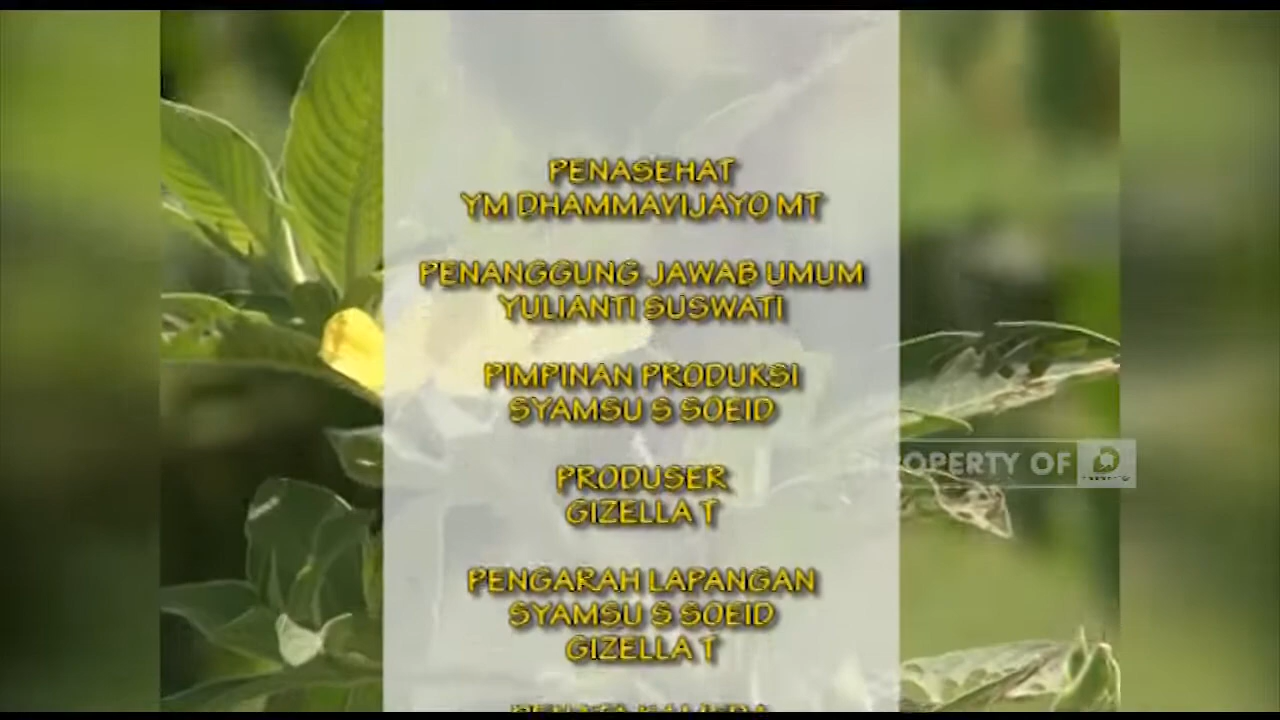 PENASEHAT
YM DHAMMAVIJAYO MT
PENANGGUNG JAWAB UMUM
YULIANTI SUSWATI
PIMPINAN PRODUKSI
SYAMSU S SOEID
PRODUSER
GIZELLA T
PROPERTY OF
PENGARAH LAPANGAN
SYAMSU S SOEID
GIZELLA T